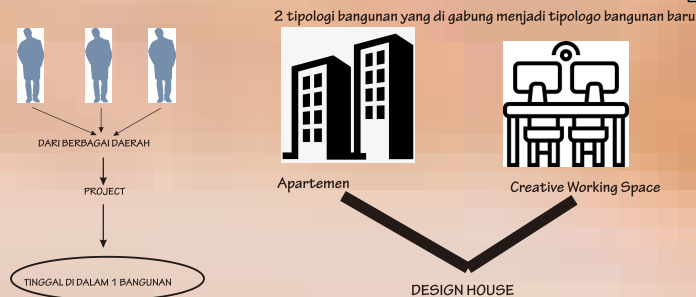 2 tipologi bangunan yang di gabung menjadi tipologo bangunan baru
DARI BERBAGAI DAERAH
PROJECT
TINGGAL DI DALAM 1 BANGUNAN
Apartemen
Creative Working Space
DESIGN HOUSE